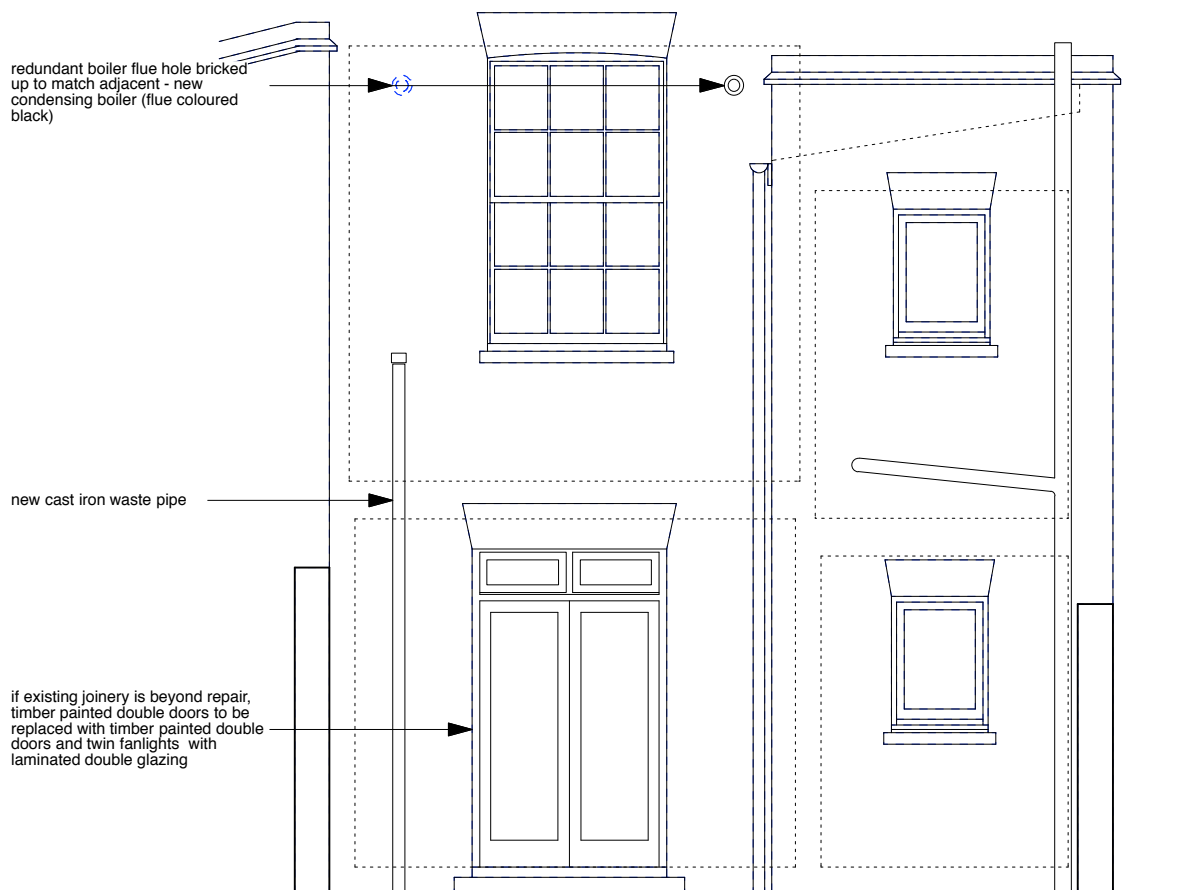 redundant boiler flue hole bricked
up to match adjacent - new
condensing boiler (flue coloured
black)
new cast iron waste pipe
if existing joinery is beyond repair,
timber painted double doors to be
replaced with timber painted double
doors and twin fanlights  with
laminated double glazing